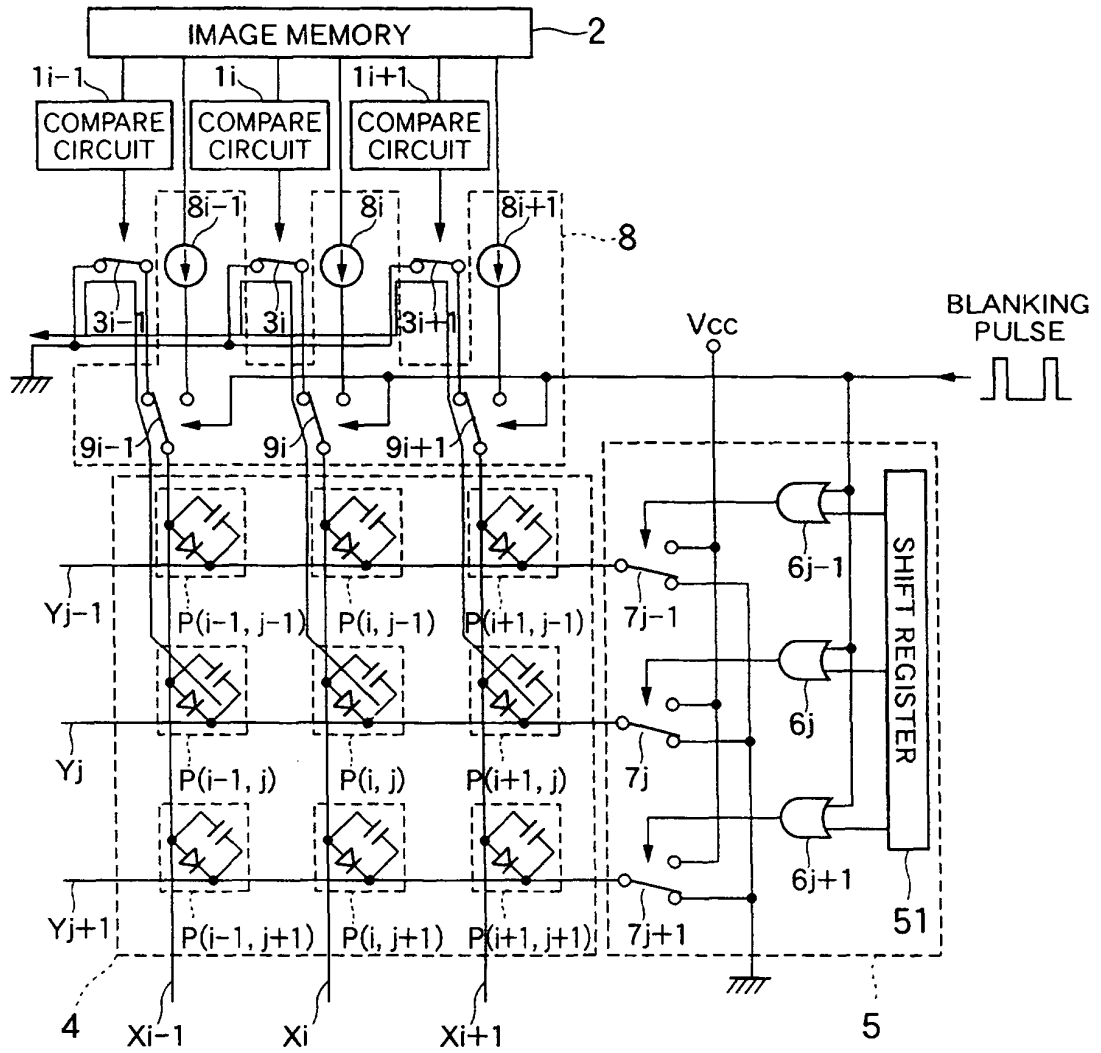 IMAGE MEMORY
2
1i-1
1i
1i+1
COMPARE
CIRCUIT
COMPARE
CIRCUIT
COMPARE
CIRCUIT
8i-1
8i
8i+1
8
3i-1
3i
3i+1
Vcc
BLANKING
PULSE
9i-1
9i
9i+1
6j-1
Yj-1
P(i-1, j-1)
P(i, j-1)
P(i+1, j-1)
7j-1
SHIFT REGISTER
6j
Yj
P(i-1, j)
P(i, j)
P(i+1, j)
7j
6j+1
51
Yj+1
P(i-1, j+1)
P(i, j+1)
P(i+1, j+1)
7j+1
4
Xi-1
Xi
Xi+1
5